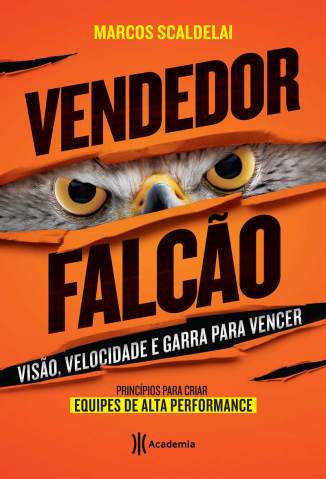 MARCOS SCALDELAI
VENDEDOR
FALCÃO
VISÃO, VELOCIDADE E GARRA PARA VENCER
PRINCÍPIOS PARA CRIAR
EQUIPES DE ALTA PERFORMANCE
Academia